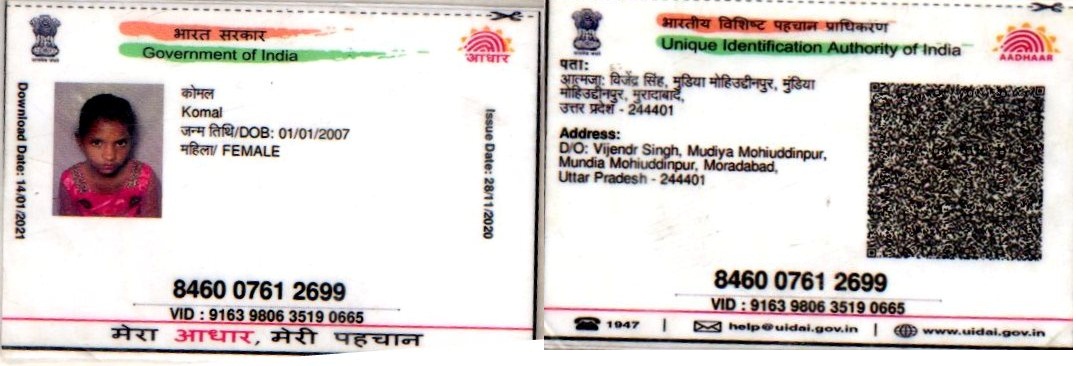 भारत सरकार
Government of India
आधार
Download Date: 14/01/2021
कोमल
Komal
जन्म तिथि/DOB: 01/01/2007
महिला/ FEMALE
Issue Date: 28/11/2020
8460 0761 2699
VID : 9163 9806 3519 0665
मेरा आधार, मेरी पहचान
भारतीय विशिष्ट पहचान प्राधिकरण
Unique Identification Authority of India
AADHAAR
पता:
आत्मजा: विजेंद्र सिंह, मुडिया मोहिउद्दीनपुर, मुंडिया
मोहिउद्दीनपुर, मुरादाबाद,
उत्तर प्रदेश - 244401
Address:
D/O: Vijendr Singh, Mudiya Mohiuddinpur,
Mundia Mohiuddinpur, Moradabad,
Uttar Pradesh - 244401
8460 0761 2699
VID : 9163 9806 3519 0665
1947 | help@uidai.gov.in | www.uidai.gov.in